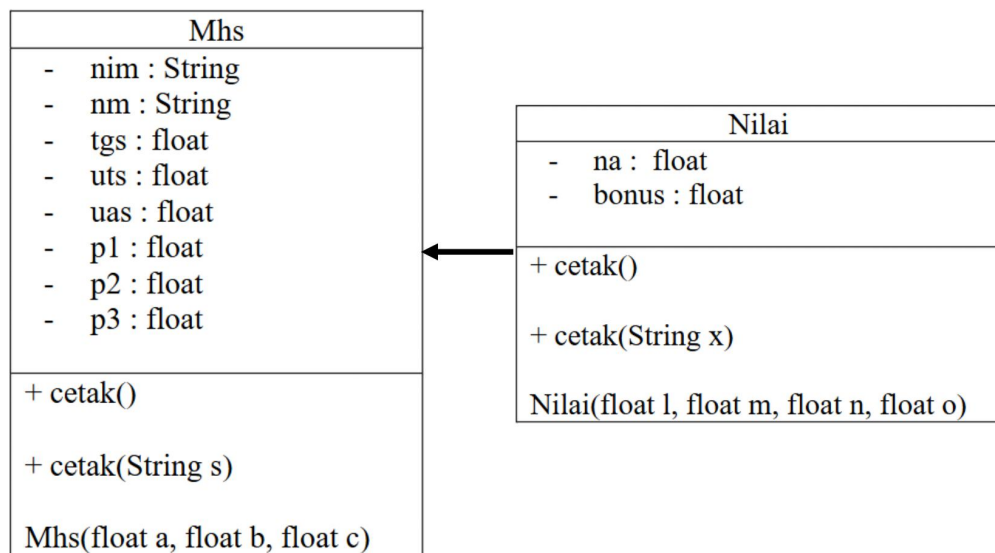 Mhs
- nim : String
- nm : String
- tgs : float
- uts : float
- uas : float
- p1 : float
- p2 : float
- p3 : float
+ cetak()
+ cetak(String s)
Mhs(float a, float b, float c)
Nilai
- na : float
- bonus : float
+ cetak()
+ cetak(String x)
Nilai(float l, float m, float n, float o)